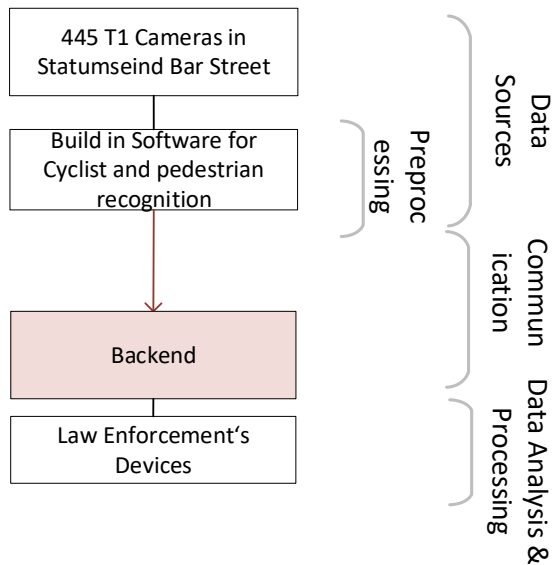 445 T1 Cameras in
Statumseind Bar Street
Build in Software for
Cyclist and pedestrian
recognition
Backend
Law Enforcement‘s
Devices
Data
Sources
Preproc
essing
Commun
ication
Data Analysis &
Processing